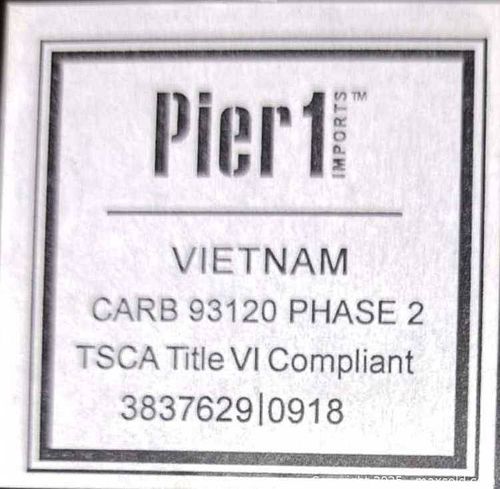 Pier1 IMPORTS™
VIETNAM
CARB 93120 PHASE 2
TSCA Title VI Compliant
3837629|0918